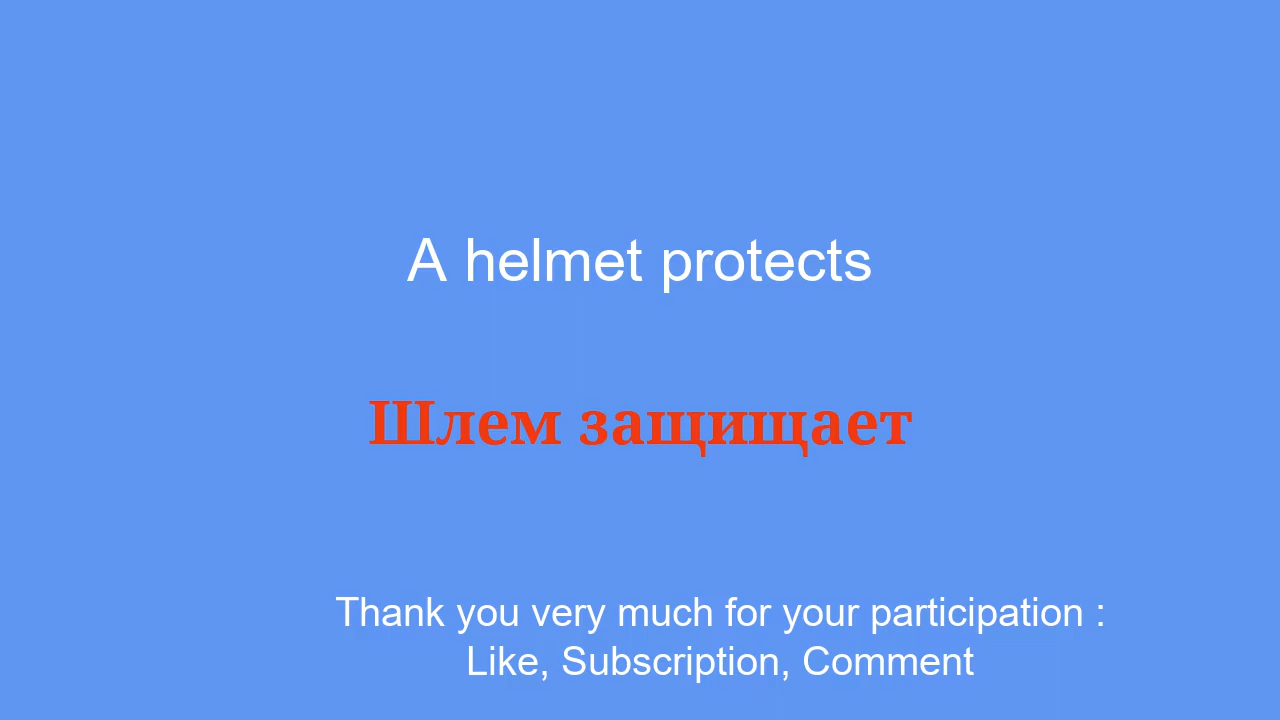 A helmet protects
Шлем защищает
Thank you very much for your participation :
Like, Subscription, Comment